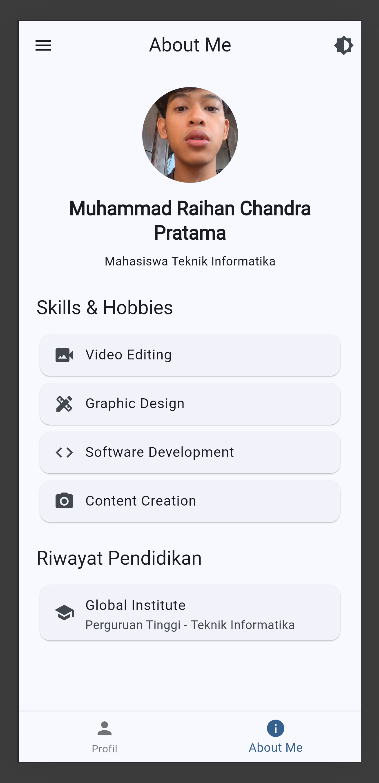 About Me
Muhammad Raihan Chandra
Pratama
Mahasiswa Teknik Informatika
Skills & Hobbies
Video Editing
Graphic Design
Software Development
Content Creation
Riwayat Pendidikan
Global Institute
Perguruan Tinggi - Teknik Informatika
Profil
About Me